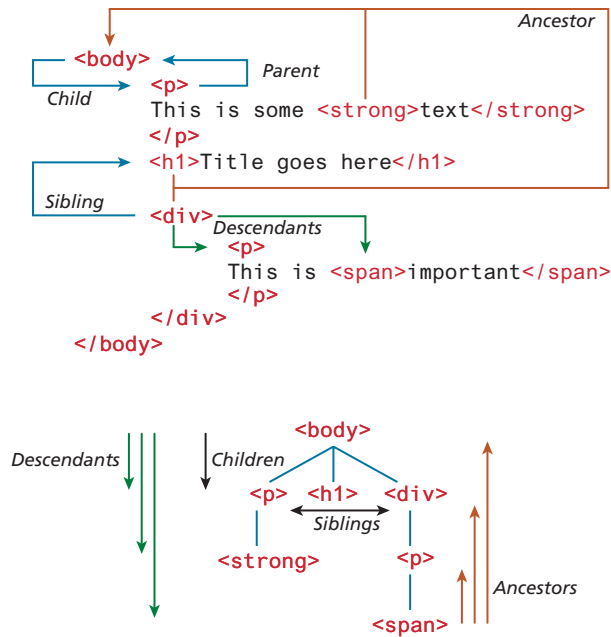 Ancestor
<body>
<p>
Parent
Child
This is some <strong>text</strong>
</p>
<h1>Title goes here</h1>
Sibling
<div>
Descendants
<p>
This is <span>important</span>
</p>
</div>
</body>
<body>
Descendants
Children
<p> <h1> <div>
Siblings
<strong>
<p>
Ancestors
<span>